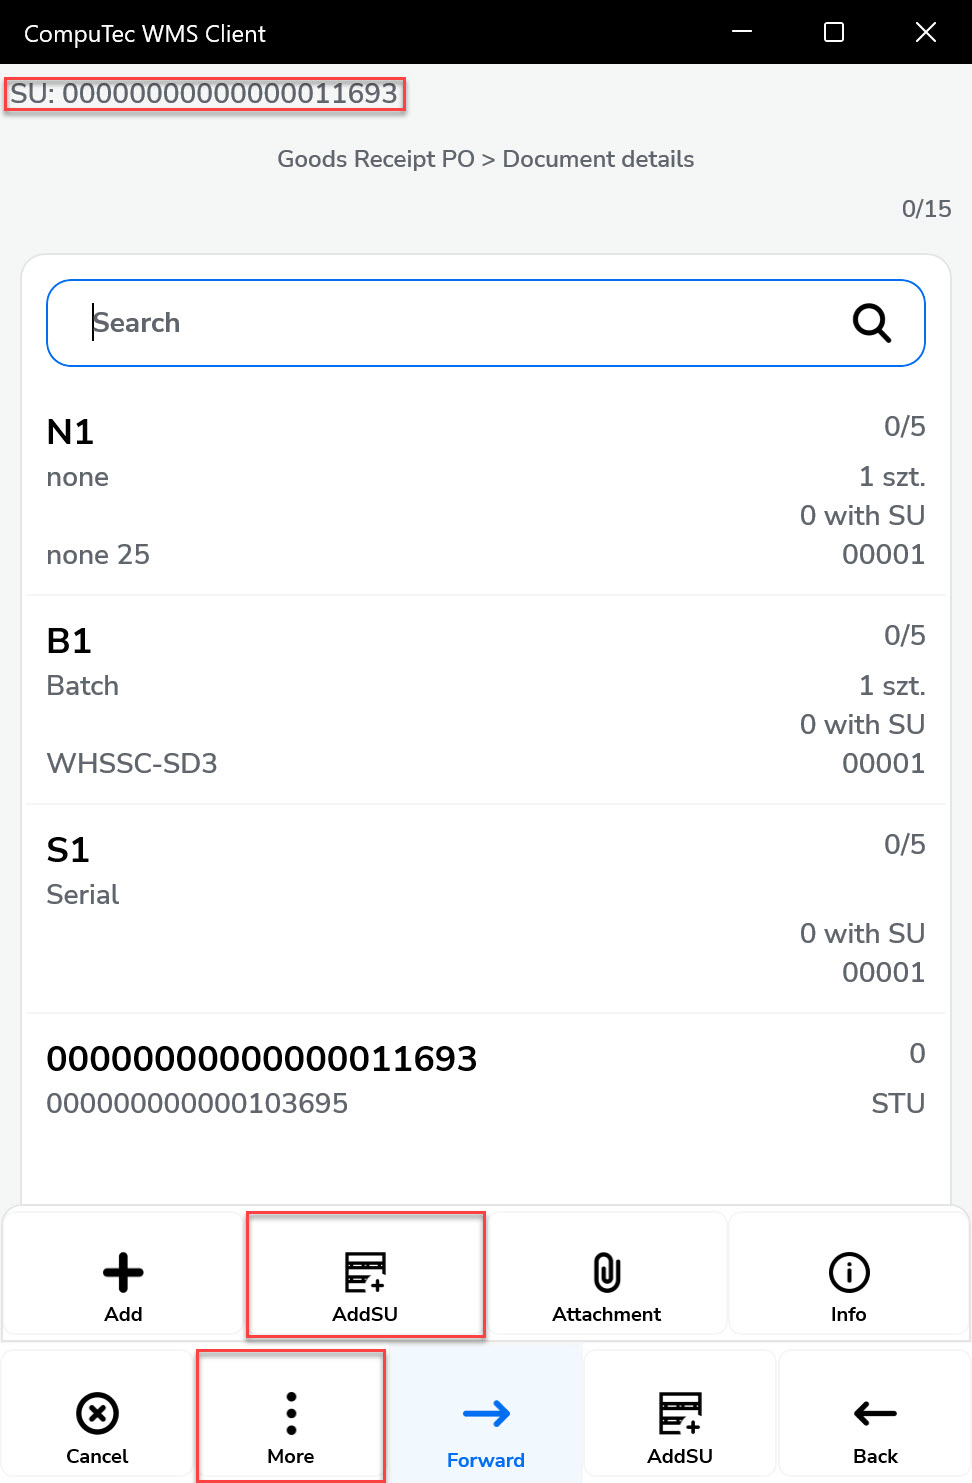 CompuTec WMS Client
SU: 00000000000000011693
Goods Receipt PO > Document details
0/15
Search
N1
0/5
none
1 szt.
0 with SU
none 25
00001
B1
0/5
Batch
1 szt.
0 with SU
WHSSC-SD3
00001
S1
0/5
Serial
0 with SU
00001
00000000000000011693
0
000000000000103695
STU
Add
AddSU
Attachment
Info
Cancel
More
Forward
AddSU
Back